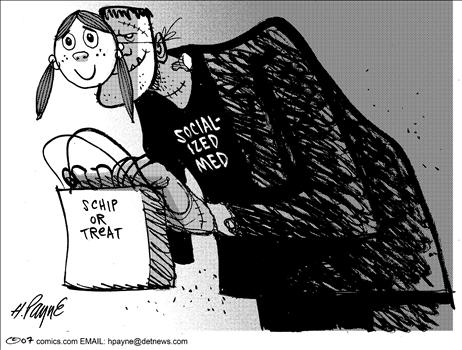 SOCIAL-
IZED
MED
SCHIP
OR
TREAT
H. Payne
©07 comics.com EMAIL: hpayne@detnews.com